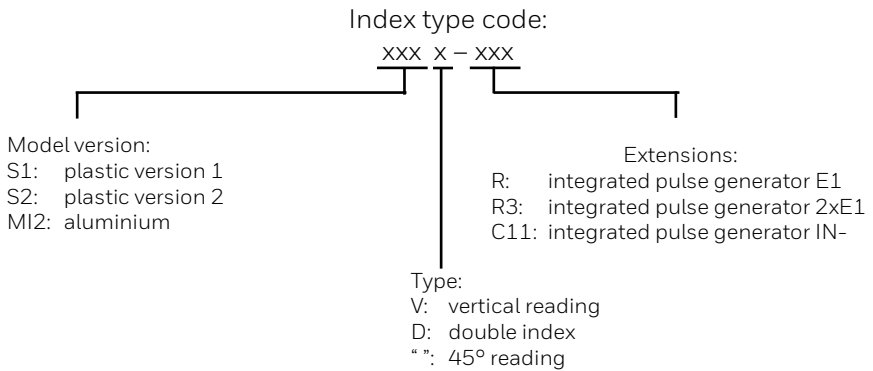 Index type code:
xxx x – xxx
Model version:
S1: plastic version 1
S2: plastic version 2
MI2: aluminium
Extensions:
R: integrated pulse generator E1
R3: integrated pulse generator 2xE1
C11: integrated pulse generator IN-
Type:
V: vertical reading
D: double index
“ ”: 45° reading